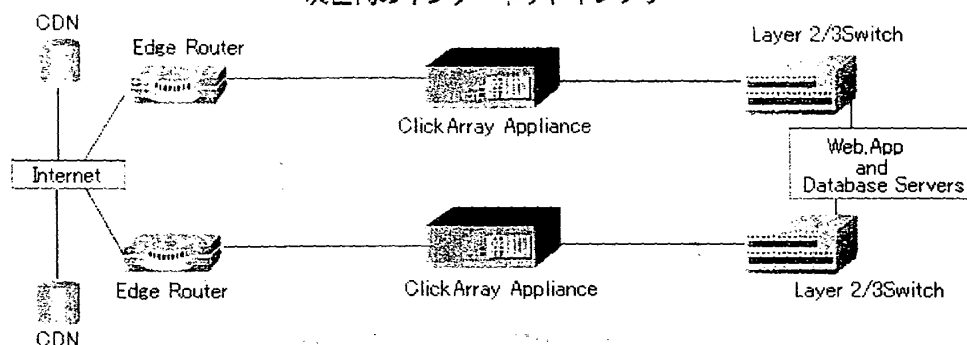 CDN
Edge Router
Layer 2/3Switch
ClickArray Appliance
Web,App
and
Database Servers
Internet
Edge Router
ClickArray Appliance
Layer 2/3Switch
CDN